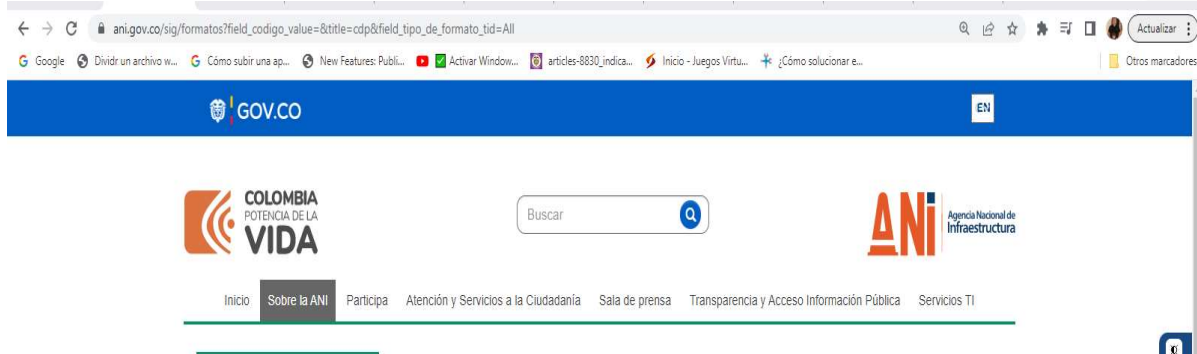 ani.gov.co/sig/formatos?field_codigo_value=&title=cdp&field_tipo_de_formato_tid=All Actualizar
Google Dividr un archivo w... Cómo subir una ap... New Features: Publi... Activar Window... articles-8830_indica... Inicio - Juegos Virtu... ¿Cómo solucionar e... Otros marcadores
GOV.CO EN
COLOMBIA
POTENCIA DE LA
VIDA
Buscar
ANi Agencia Nacional de
Infraestructura
Inicio Sobre la ANI Participa Atención y Servicios a la Ciudadanía Sala de prensa Transparencia y Acceso Información Pública Servicios TI